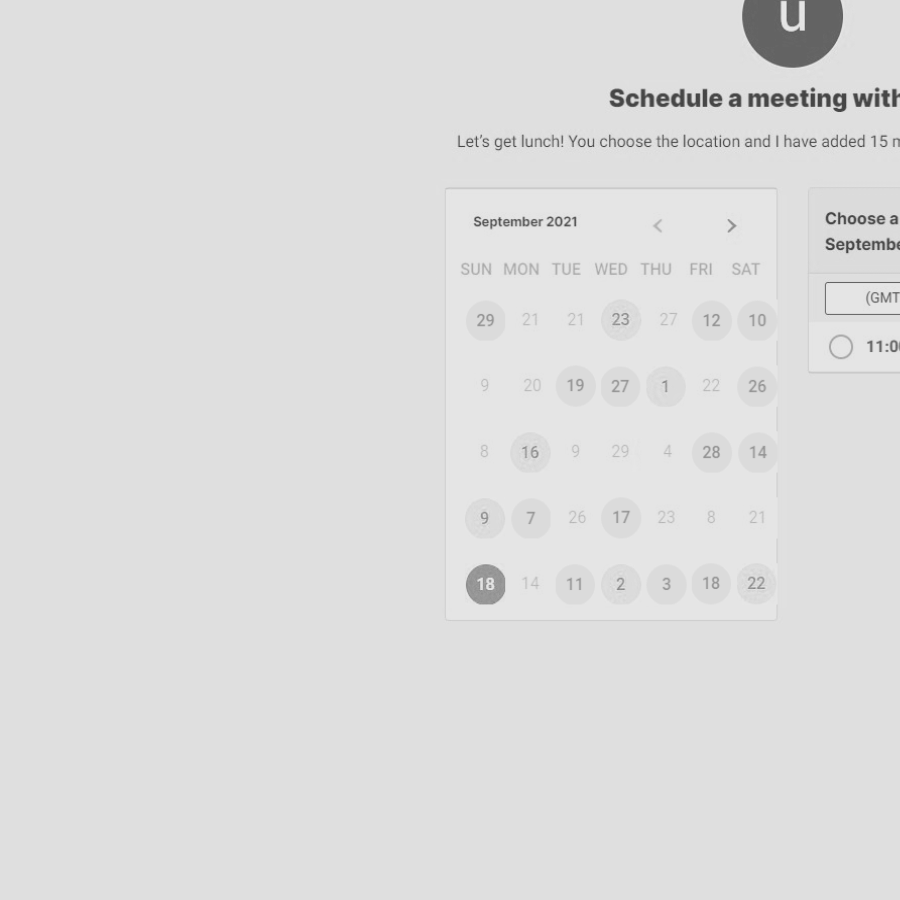 u
Schedule a meeting with
Let's get lunch! You choose the location and I have added 15
September 2021
SUN MON TUE WED THU FRI SAT
29 21 21 23 27 12 10
9 20 19 27 1 22 26
8 16 9 29 4 28 14
9 7 26 17 23 8 21
18 14 11 2 3 18 22
Choose a
Septembe
(GMT
11:0